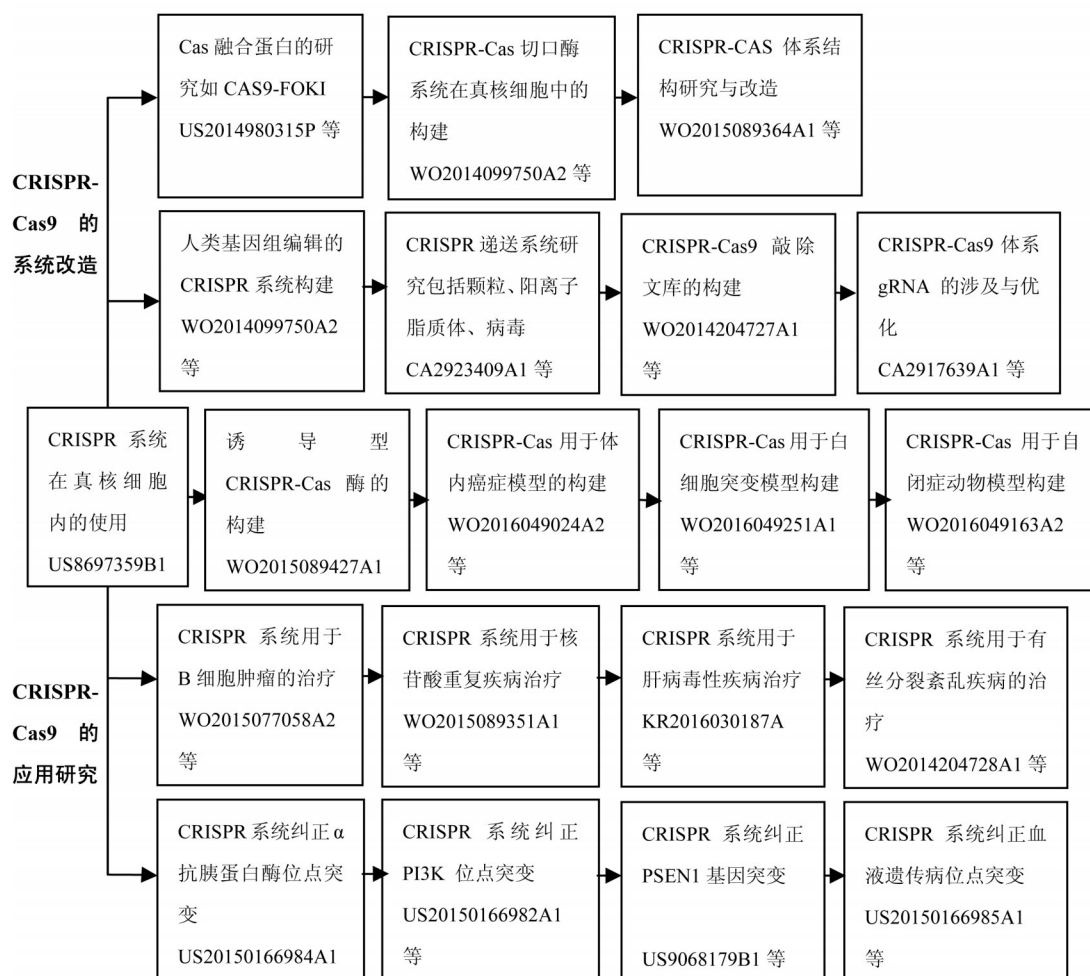 Cas 融合蛋白的研
究如 CAS9-FOKI
US2014980315P 等
CRISPR-Cas 切口酶
系统在真核细胞中的
构建
WO2014099750A2 等
CRISPR-CAS 体系结
构研究与改造
WO2015089364A1 等
CRISPR-
Cas9 的
系统改造
人类基因组编辑的
CRISPR 系统构建
WO2014099750A2
等
CRISPR 递送系统研
究包括颗粒、阳离子
脂质体、病毒
CA2923409A1 等
CRISPR-Cas9 敲除
文库的构建
WO2014204727A1
等
CRISPR-Cas9 体系
gRNA 的涉及与优
化
CA2917639A1 等
CRISPR 系统
在真核细胞
内的使用
US8697359B1
诱导型
CRISPR-Cas 酶的
构建
WO2015089427A1
CRISPR-Cas 用于体
内癌症模型的构建
WO2016049024A2
等
CRISPR-Cas 用于白
细胞突变模型构建
WO2016049251A1
等
CRISPR-Cas 用于自
闭症动物模型构建
WO2016049163A2
等
CRISPR-
Cas9 的
应用研究
CRISPR 系统用于
B 细胞肿瘤的治疗
WO2015077058A2
等
CRISPR 系统用于核
苷酸重复疾病治疗
WO2015089351A1
等
CRISPR 系统用于
肝病毒性疾病治疗
KR2016030187A
等
CRISPR 系统用于有
丝分裂紊乱疾病的治
疗
WO2014204728A1 等
CRISPR 系统纠正 α
抗胰蛋白酶位点突
变
US20150166984A1
CRISPR 系统纠正
PI3K 位点突变
US20150166982A1
等
CRISPR 系统纠正
PSEN1 基因突变
US9068179B1 等
CRISPR 系统纠正血
液遗传病位点突变
US20150166985A1
等